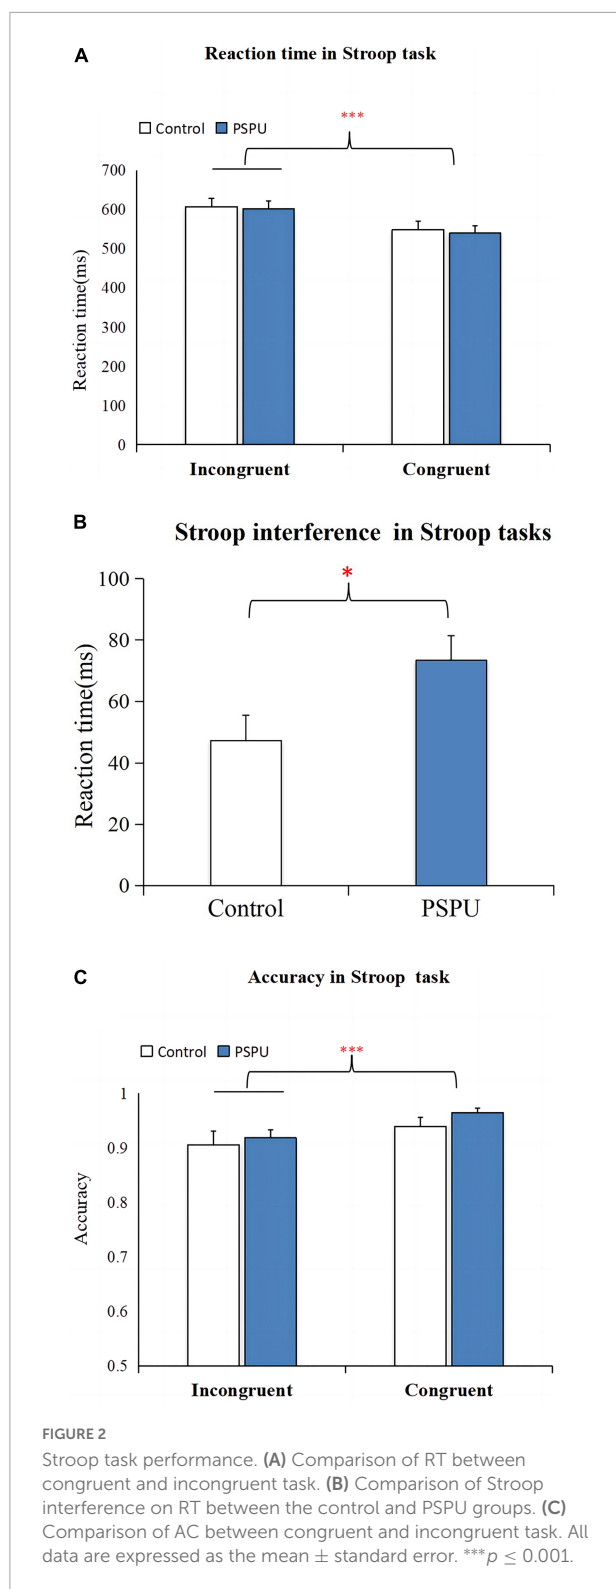 A
Reaction time in Stroop task
***
Control PSPU
700
600
500
400
300
200
100
0
Reaction time(ms)
Incongruent Congruent
B
Stroop interference in Stroop tasks
*
100
80
60
40
20
0
Reaction time(ms)
Control PSPU
C
Accuracy in Stroop task
***
Control PSPU
1
0.9
0.8
0.7
0.6
0.5
Accuracy
Incongruent Congruent
FIGURE 2
Stroop task performance. (A) Comparison of RT between
congruent and incongruent task. (B) Comparison of Stroop
interference on RT between the control and PSPU groups. (C)
Comparison of AC between congruent and incongruent task. All
data are expressed as the mean ± standard error. ***p ≤ 0.001.